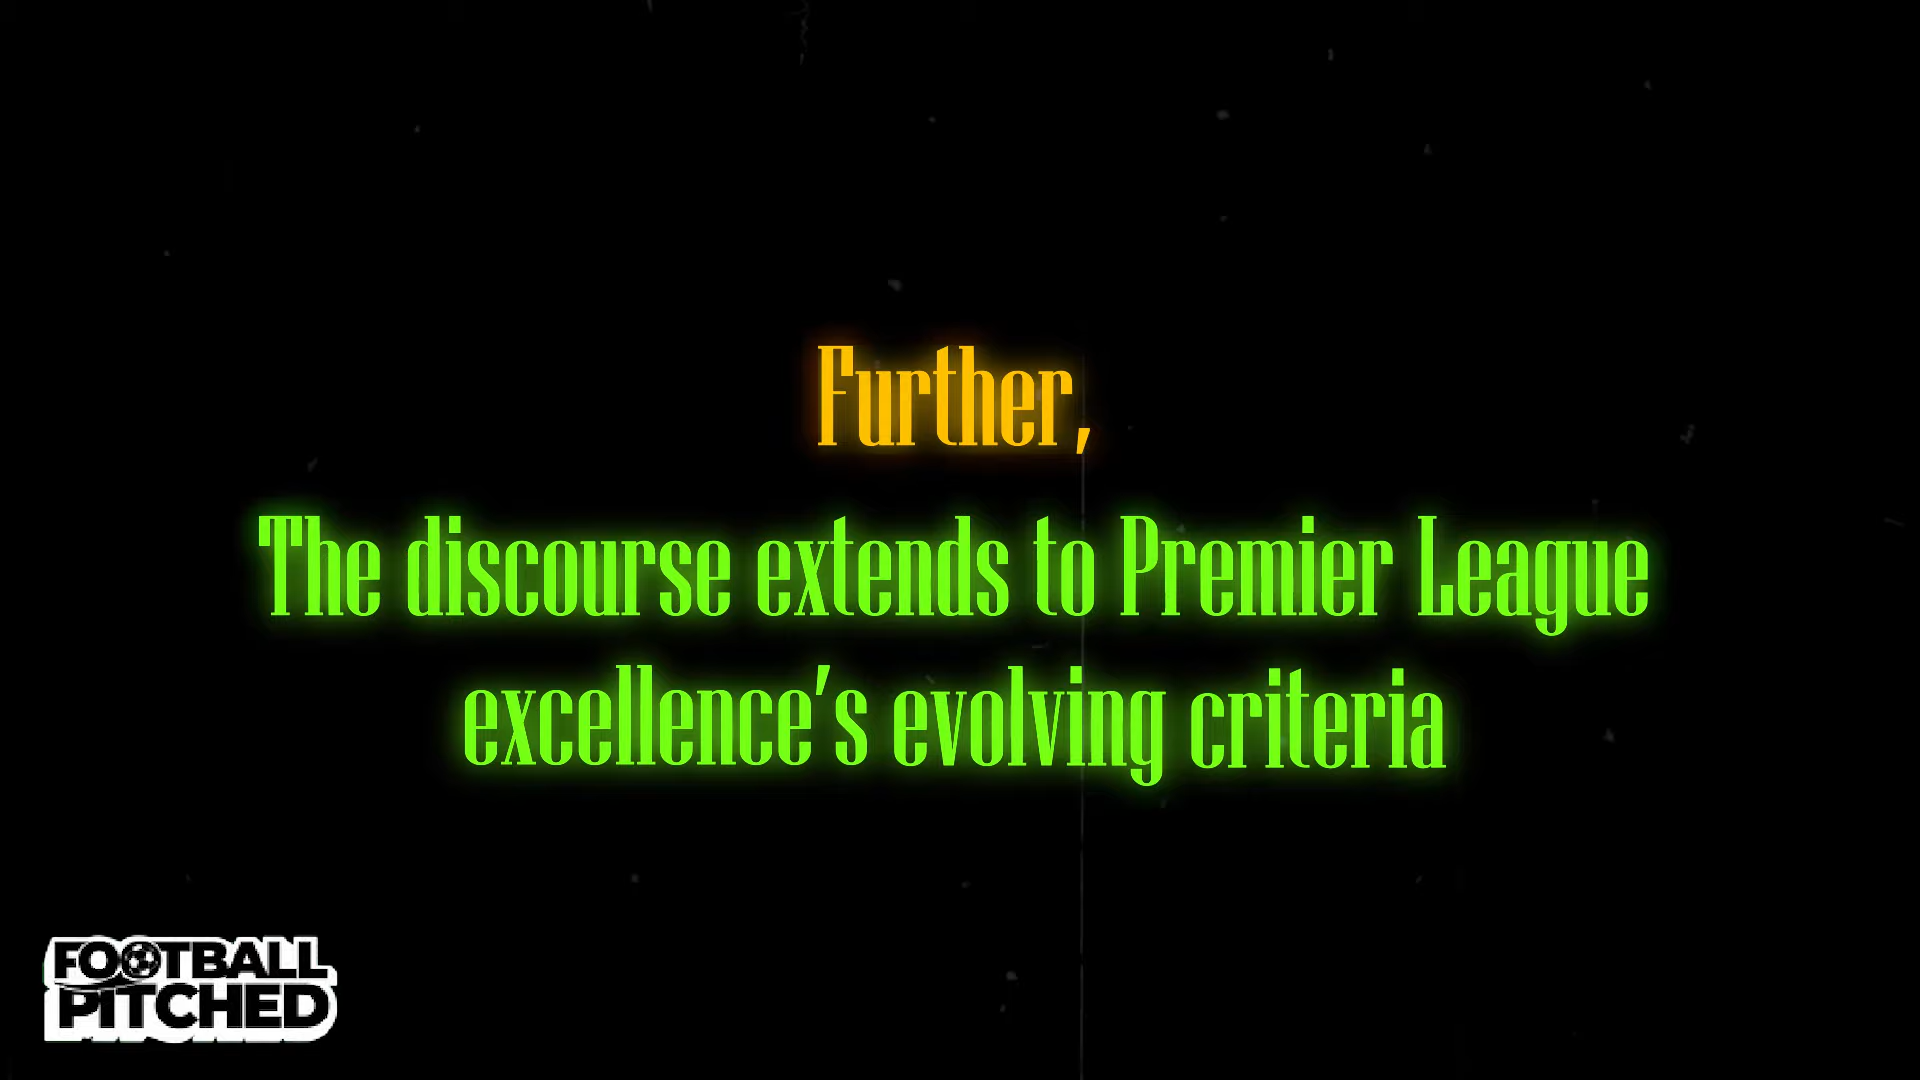 Further,
The discourse extends to Premier League
excellence's evolving criteria
FOOTBALL
PITCHED